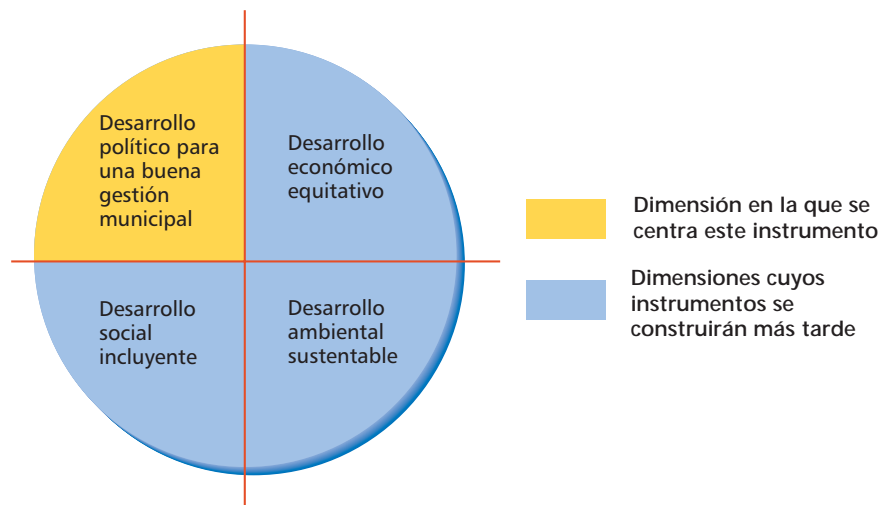 Desarrollo
político para
una buena
gestión
municipal
Desarrollo
económico
equitativo
Desarrollo
social
incluyente
Desarrollo
ambiental
sustentable
Dimensión en la que se
centra este instrumento
Dimensiones cuyos
instrumentos se
construirán más tarde